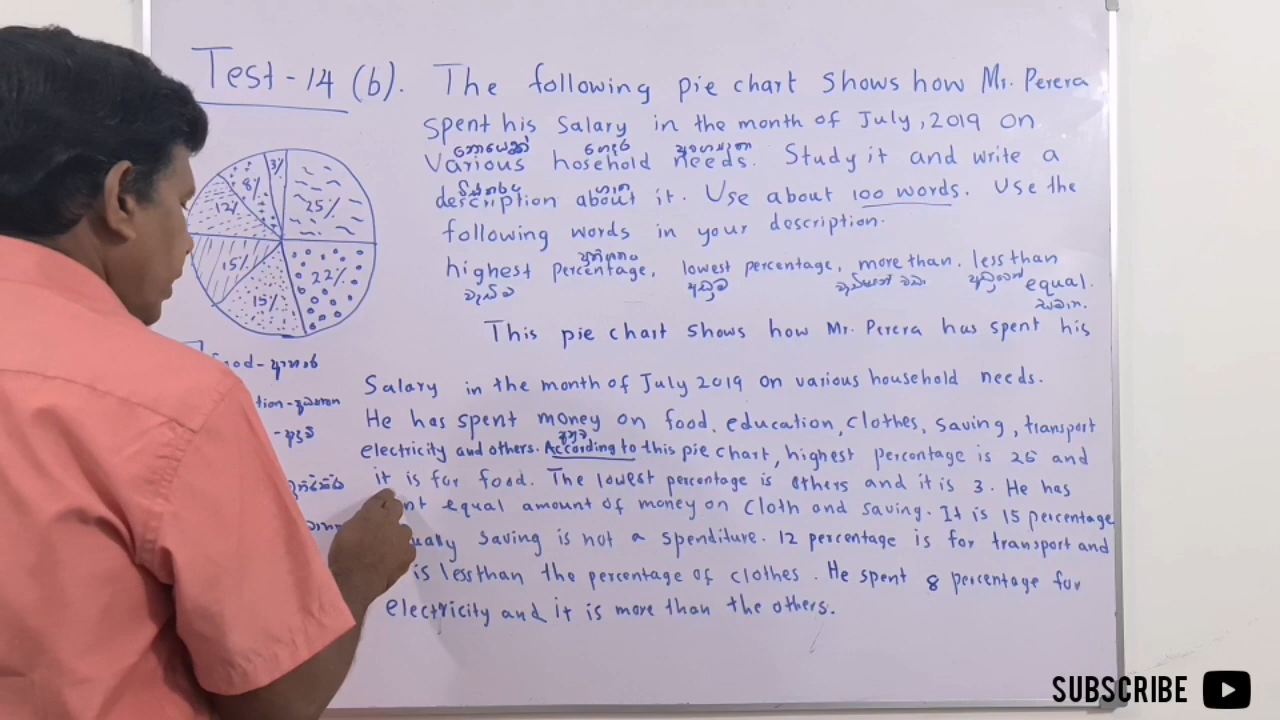 Test-14 (b). The following pie chart shows how Mr. Perera
spent his salary in the month of July, 2019 on
various hosehold needs. Study it and write a
description about it. Use about 100 words. Use the
following words in your description.
highest percentage, lowest percentage, more than, less than
equal.
3%
8%
25%
12%
15%
22%
15%
This pie chart shows how Mr. Perera has spent his
Salary in the month of July 2019 on various household needs.
He has spent money on food, education, clothes, saving, transport
electricity and others. According to this pie chart, highest percentage is 25 and
it is for food. The lowest percentage is others and it is 3. He has
equal amount of money on cloth and saving. It is 15 percentage
saving is not a spenditure. 12 percentage is for transport and
is lessthan the percentage of clothes. He spent 8 percentage for
electricity and it is more than the others.
SUBSCRIBE